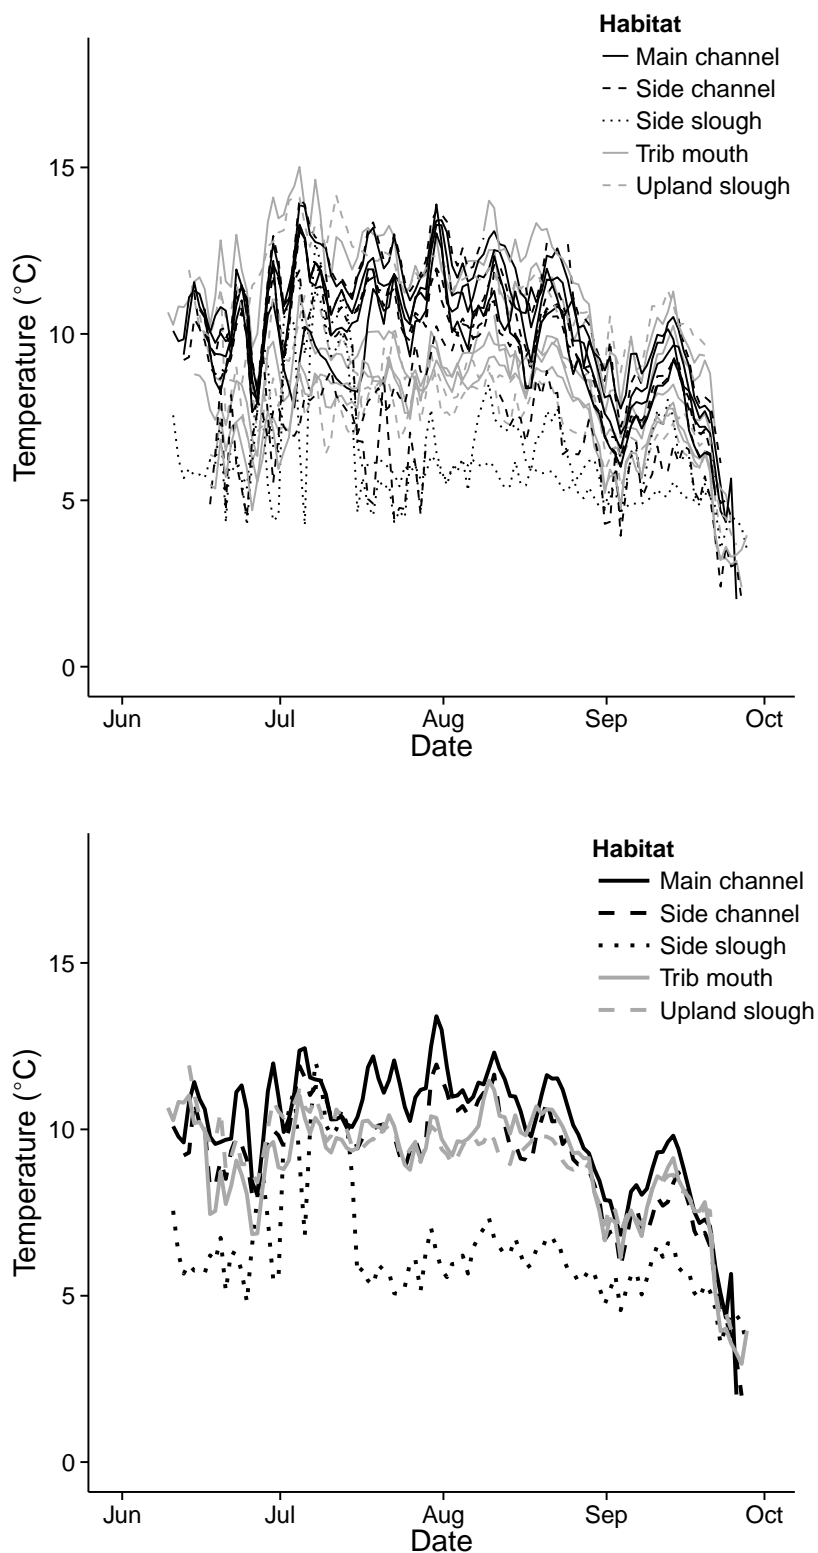 Habitat
Main channel
Side channel
Side slough
Trib mouth
Upland slough
15
10
5
0
Temperature (°C)
Jun Jul Aug Sep Oct
Date
Habitat
Main channel
Side channel
Side slough
Trib mouth
Upland slough
15
10
5
0
Temperature (°C)
Jun Jul Aug Sep Oct
Date